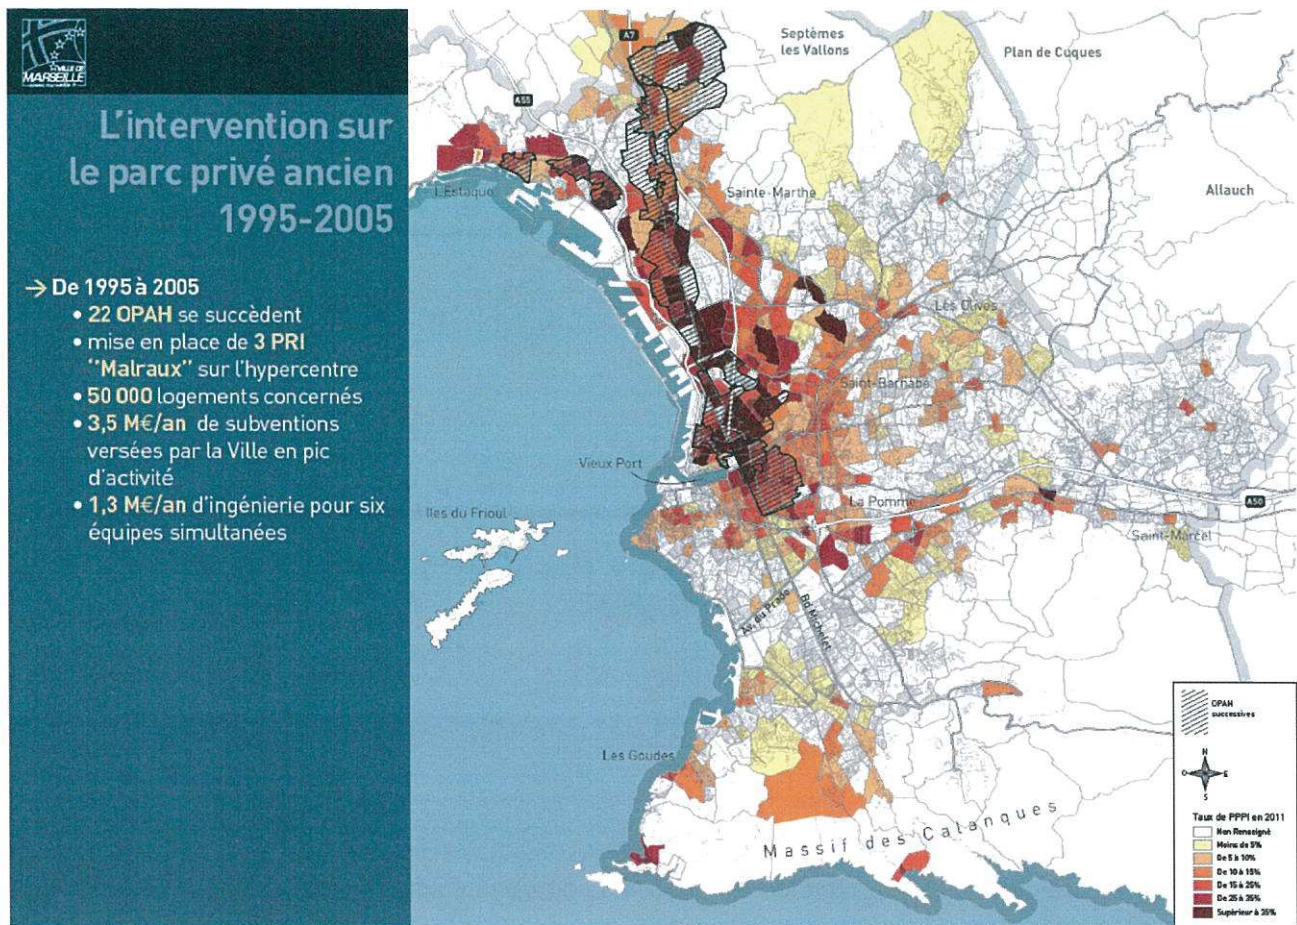 VILLE DE
MARSEILLE
L'intervention sur
le parc privé ancien
1995-2005
→ De 1995 à 2005
• 22 OPAH se succèdent
• mise en place de 3 PRI
"Malraux" sur l'hypercentre
• 50 000 logements concernés
• 3,5 M€/an de subventions
versées par la Ville en pic
d'activité
• 1,3 M€/an d'ingénierie pour six
équipes simultanées
A7
Septèmes
les Vallons
Plan de Cuques
A55
L'Estaque
Sainte-Marthe
Allauch
Les Olives
Saint-Barnabé
Vieux Port
La Pomme
A50
Iles du Frioul
Saint-Marcel
Av. du Prado
Bd Michelet
Les Goudes
Massif des Calanques
OPAH
successives
N
O
E
S
Taux de PPPI en 2011
Non Renseigné
Moins de 5%
De 5 à 10%
De 10 à 15%
De 15 à 25%
De 25 à 35%
Supérieur à 35%